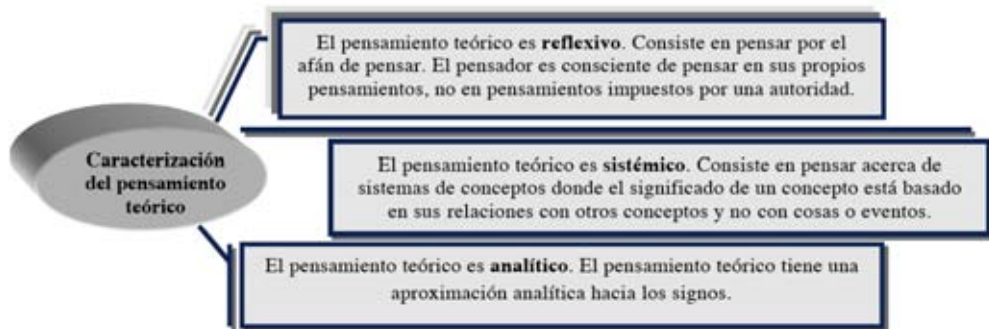 El pensamiento teórico es reflexivo. Consiste en pensar por el
afán de pensar. El pensador es consciente de pensar en sus propios
pensamientos, no en pensamientos impuestos por una autoridad.
Caracterización
del pensamiento
teórico
El pensamiento teórico es sistémico. Consiste en pensar acerca de
sistemas de conceptos donde el significado de un concepto está basado
en sus relaciones con otros conceptos y no con cosas o eventos.
El pensamiento teórico es analítico. El pensamiento teórico tiene una
aproximación analítica hacia los signos.